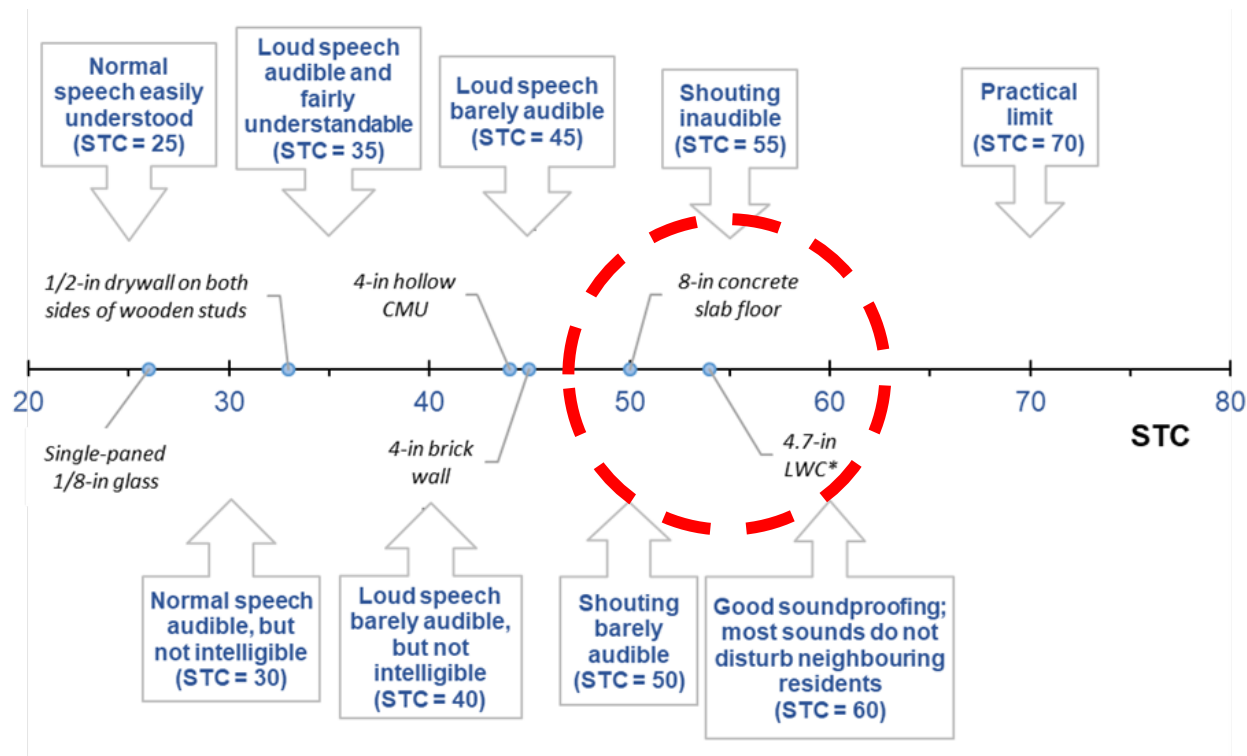 Normal
speech easily
understood
(STC = 25)
Loud speech
audible and
fairly
understandable
(STC = 35)
Loud speech
barely audible
(STC = 45)
Shouting
inaudible
(STC = 55)
Practical
limit
(STC = 70)
1/2-in drywall on both
sides of wooden studs
4-in hollow
CMU
8-in concrete
slab floor
20
30
40
50
60
70
80
STC
Single-paned
1/8-in glass
4-in brick
wall
4.7-in
LWC*
Normal speech
audible, but
not intelligible
(STC = 30)
Loud speech
barely audible,
but not
intelligible
(STC = 40)
Shouting
barely
audible
(STC = 50)
Good soundproofing;
most sounds do not
disturb neighbouring
residents
(STC = 60)